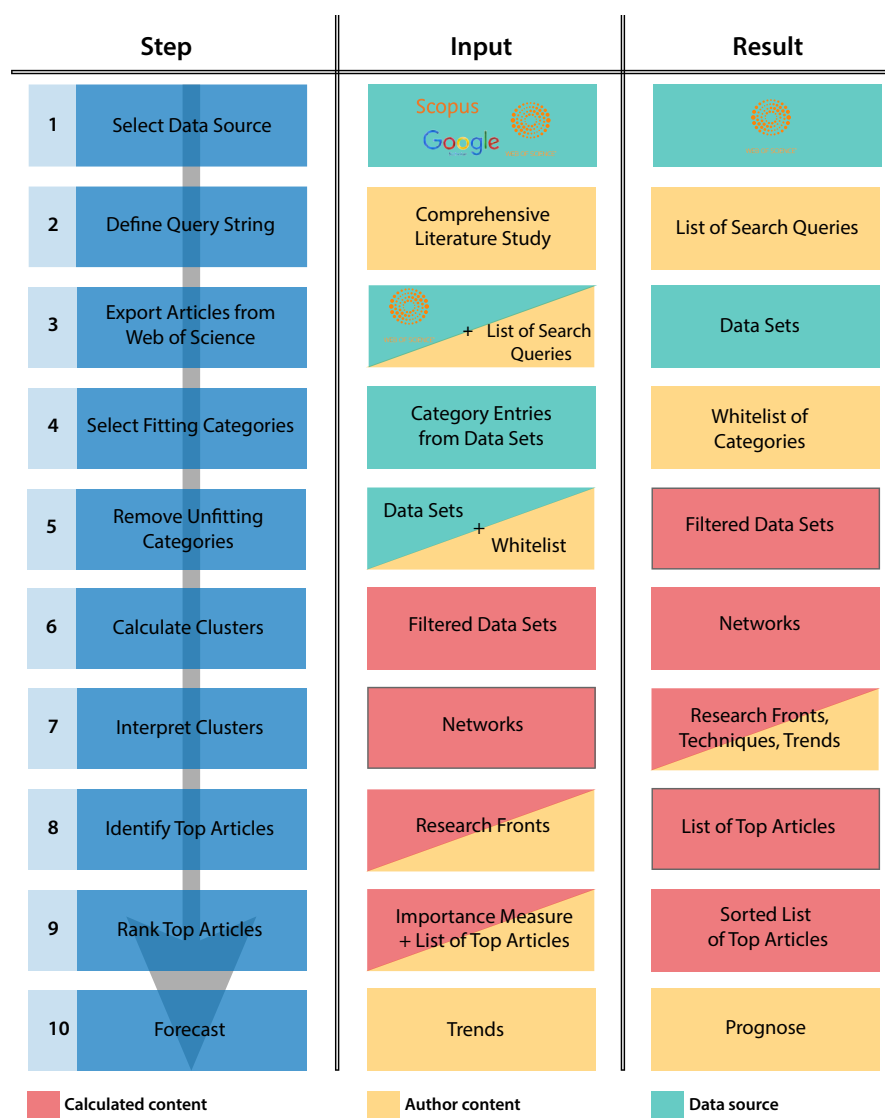 Step
Input
Result
1
Select Data Source
Scopus
Google
2
Define Query String
Comprehensive
Literature Study
List of Search Queries
3
Export Articles from
Web of Science
+ List of Search
Queries
Data Sets
4
Select Fitting Categories
Category Entries
from Data Sets
Whitelist of
Categories
5
Remove Unfitting
Categories
Data Sets
+
Whitelist
Filtered Data Sets
6
Calculate Clusters
Filtered Data Sets
Networks
7
Interpret Clusters
Networks
Research Fronts,
Techniques, Trends
8
Identify Top Articles
Research Fronts
List of Top Articles
9
Rank Top Articles
Importance Measure
+ List of Top Articles
Sorted List
of Top Articles
10
Forecast
Trends
Prognose
Calculated content
Author content
Data source